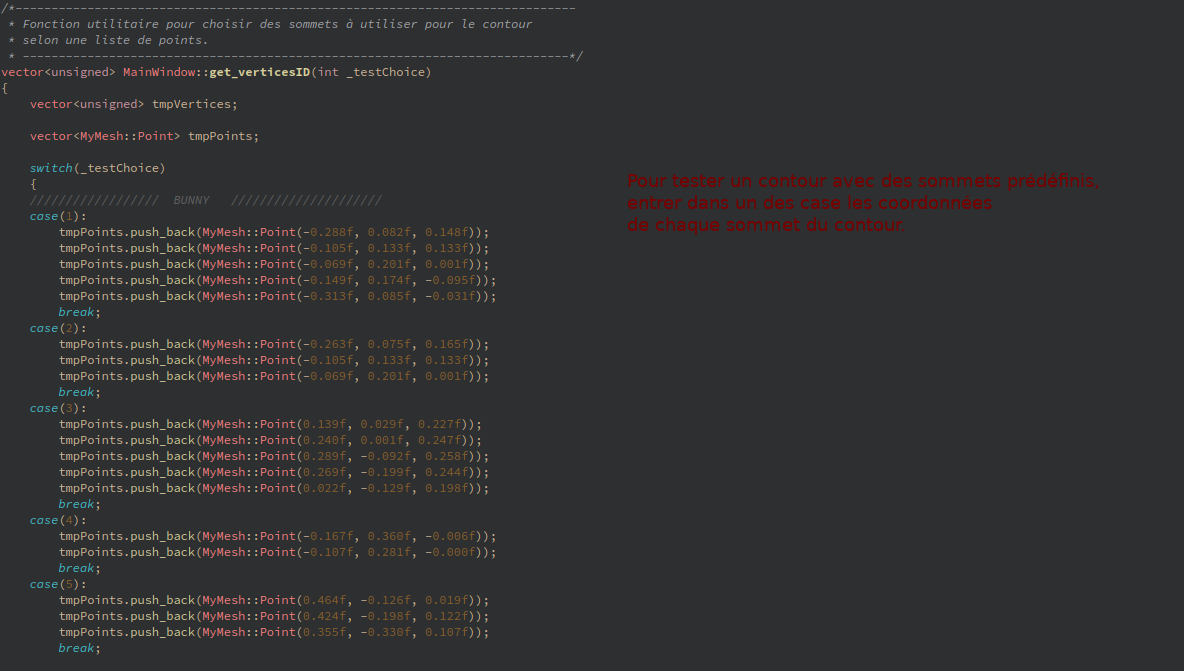 /*------------------------------------------------------------------------------
 * Fonction utilitaire pour choisir des sommets à utiliser pour le contour
 * selon une liste de points.
 * ----------------------------------------------------------------------------*/
vector<unsigned> MainWindow::get_verticesID(int _testChoice)
{
    vector<unsigned> tmpVertices;
    vector<MyMesh::Point> tmpPoints;
    switch(_testChoice)
    {
    ////////////////// BUNNY /////////////////////
    case(1):
        tmpPoints.push_back(MyMesh::Point(-0.288f, 0.082f, 0.148f));
        tmpPoints.push_back(MyMesh::Point(-0.105f, 0.133f, 0.133f));
        tmpPoints.push_back(MyMesh::Point(-0.069f, 0.201f, 0.001f));
        tmpPoints.push_back(MyMesh::Point(-0.149f, 0.174f, -0.095f));
        tmpPoints.push_back(MyMesh::Point(-0.313f, 0.085f, -0.031f));
        break;
    case(2):
        tmpPoints.push_back(MyMesh::Point(-0.263f, 0.075f, 0.165f));
        tmpPoints.push_back(MyMesh::Point(-0.105f, 0.133f, 0.133f));
        tmpPoints.push_back(MyMesh::Point(-0.069f, 0.201f, 0.001f));
        break;
    case(3):
        tmpPoints.push_back(MyMesh::Point(0.139f, 0.029f, 0.227f));
        tmpPoints.push_back(MyMesh::Point(0.240f, 0.001f, 0.247f));
        tmpPoints.push_back(MyMesh::Point(0.289f, -0.092f, 0.258f));
        tmpPoints.push_back(MyMesh::Point(0.269f, -0.199f, 0.244f));
        tmpPoints.push_back(MyMesh::Point(0.022f, -0.129f, 0.198f));
        break;
    case(4):
        tmpPoints.push_back(MyMesh::Point(-0.167f, 0.360f, -0.006f));
        tmpPoints.push_back(MyMesh::Point(-0.107f, 0.281f, -0.000f));
        break;
    case(5):
        tmpPoints.push_back(MyMesh::Point(0.464f, -0.126f, 0.019f));
        tmpPoints.push_back(MyMesh::Point(0.424f, -0.198f, 0.122f));
        tmpPoints.push_back(MyMesh::Point(0.355f, -0.330f, 0.107f));
        break;
Pour tester un contour avec des sommets prédéfinis,
entrer dans un des case les coordonnées
de chaque sommet du contour.